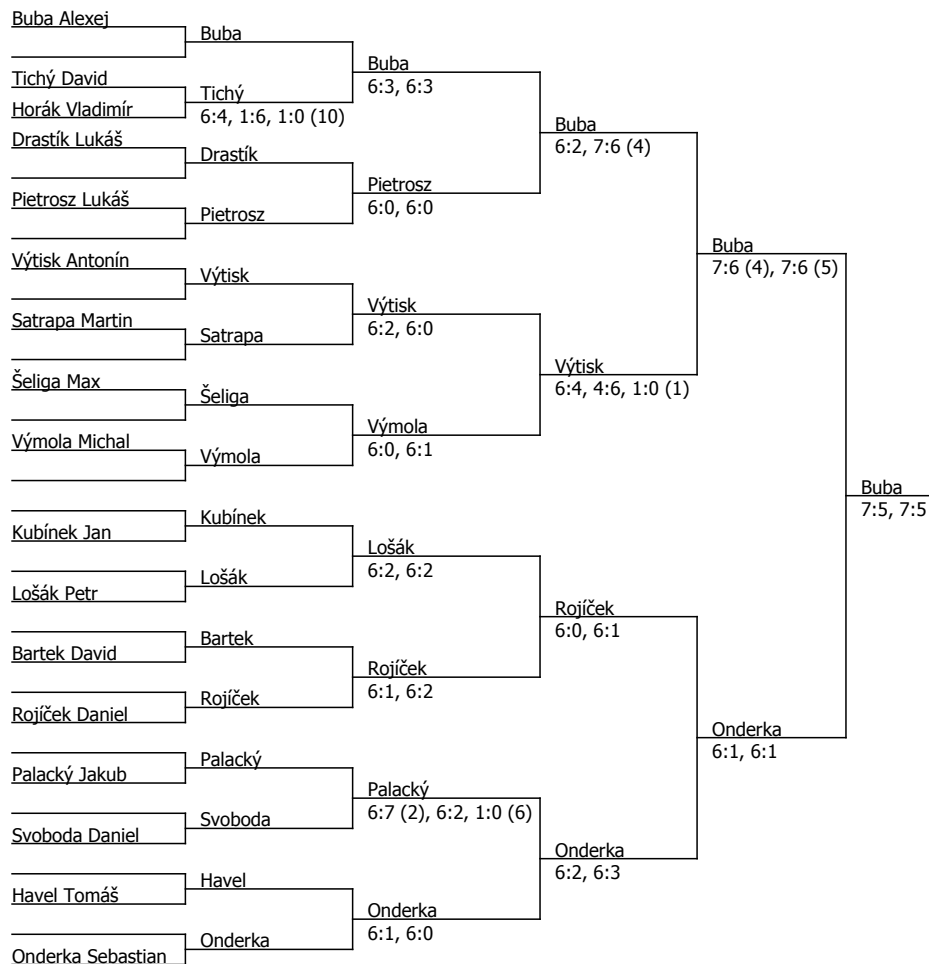 Buba Alexej
Tichý David
Horák Vladimír
Drastík Lukáš
Pietrosz Lukáš
Výtisk Antonín
Satrapa Martin
Šeliga Max
Výmola Michal
Kubínek Jan
Lošák Petr
Bartek David
Rojíček Daniel
Palacký Jakub
Svoboda Daniel
Havel Tomáš
Onderka Sebastian
Buba
Tichý
6:4, 1:6, 1:0 (10)
Drastík
Pietrosz
Výtisk
Satrapa
Šeliga
Výmola
Kubínek
Lošák
Bartek
Rojíček
Palacký
Svoboda
Havel
Onderka
Buba
6:3, 6:3
Pietrosz
6:0, 6:0
Výtisk
6:2, 6:0
Výmola
6:0, 6:1
Lošák
6:2, 6:2
Rojíček
6:1, 6:2
Palacký
6:7 (2), 6:2, 1:0 (6)
Onderka
6:1, 6:0
Buba
6:2, 7:6 (4)
Výtisk
6:4, 4:6, 1:0 (1)
Rojíček
6:0, 6:1
Onderka
6:2, 6:3
Buba
7:6 (4), 7:6 (5)
Onderka
6:1, 6:1
Buba
7:5, 7:5